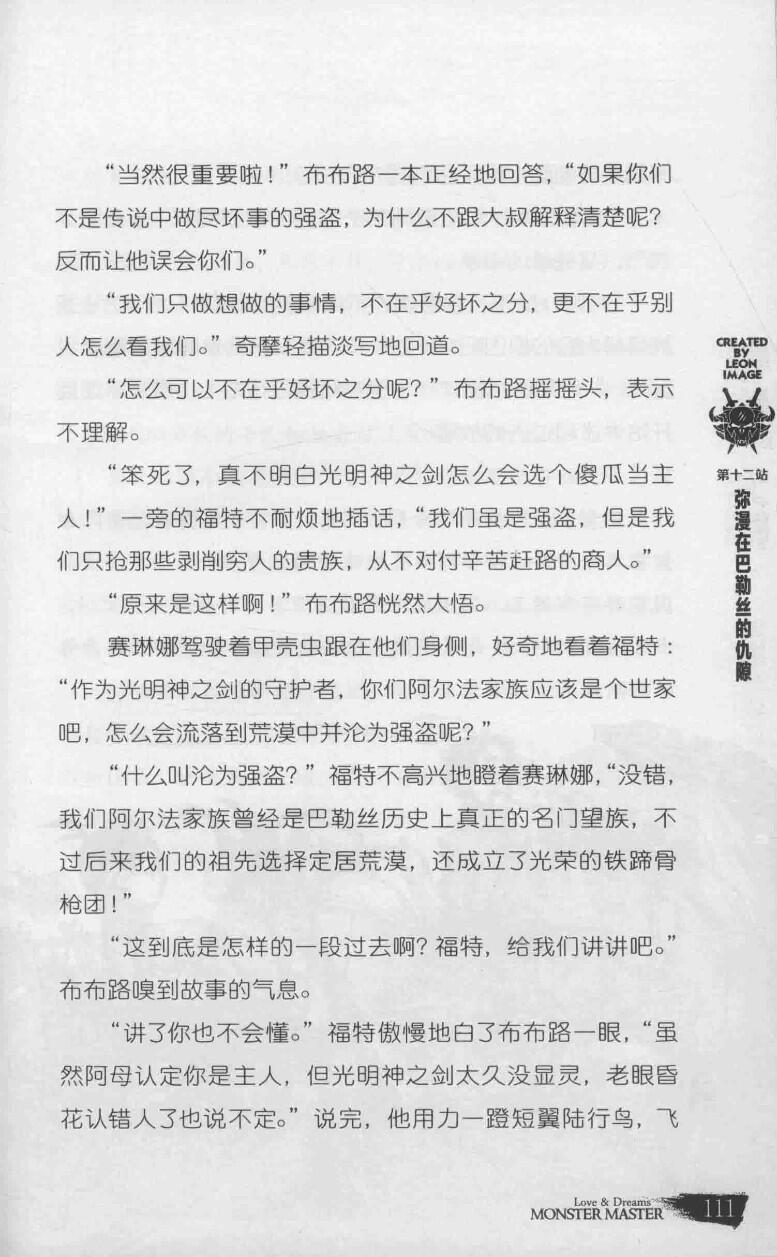 “当然很重要啦！”布布路一本正经地回答，“如果你们
不是传说中做尽坏事的强盗，为什么不跟大叔解释清楚呢？
反而让他误会你们。”
“我们只做想做的事情，不在乎好坏之分，更不在乎别
人怎么看我们。”奇摩轻描淡写地回道。
“怎么可以不在乎好坏之分呢？”布布路摇摇头，表示
不理解。
“笨死了，真不明白光明神之剑怎么会选个傻瓜当主
人！”一旁的福特不耐烦地插话，“我们虽是强盗，但是我
们只抢那些剥削穷人的贵族，从不对付辛苦赶路的商人。”
“原来是这样啊！”布布路恍然大悟。
赛琳娜驾驶着甲壳虫跟在他们身侧，好奇地看着福特：
“作为光明神之剑的守护者，你们阿尔法家族应该是个世家
吧，怎么会流落到荒漠中并沦为强盗呢？”
“什么叫沦为强盗？”福特不高兴地瞪着赛琳娜，“没错，
我们阿尔法家族曾经是巴勒丝历史上真正的名门望族，不
过后来我们的祖先选择定居荒漠，还成立了光荣的铁蹄骨
枪团！”
“这到底是怎样的一段过去啊？福特，给我们讲讲吧。”
布布路嗅到故事的气息。
“讲了你也不会懂。”福特傲慢地白了布布路一眼，“虽
然阿母认定你是主人，但光明神之剑太久没显灵，老眼昏
花认错人了也说不定。”说完，他用力一蹬短翼陆行鸟，飞
CREATED
BY
LEON
IMAGE
第十二站
弥漫在巴勒丝的仇隙
Love & Dreams
MONSTER MASTER
111